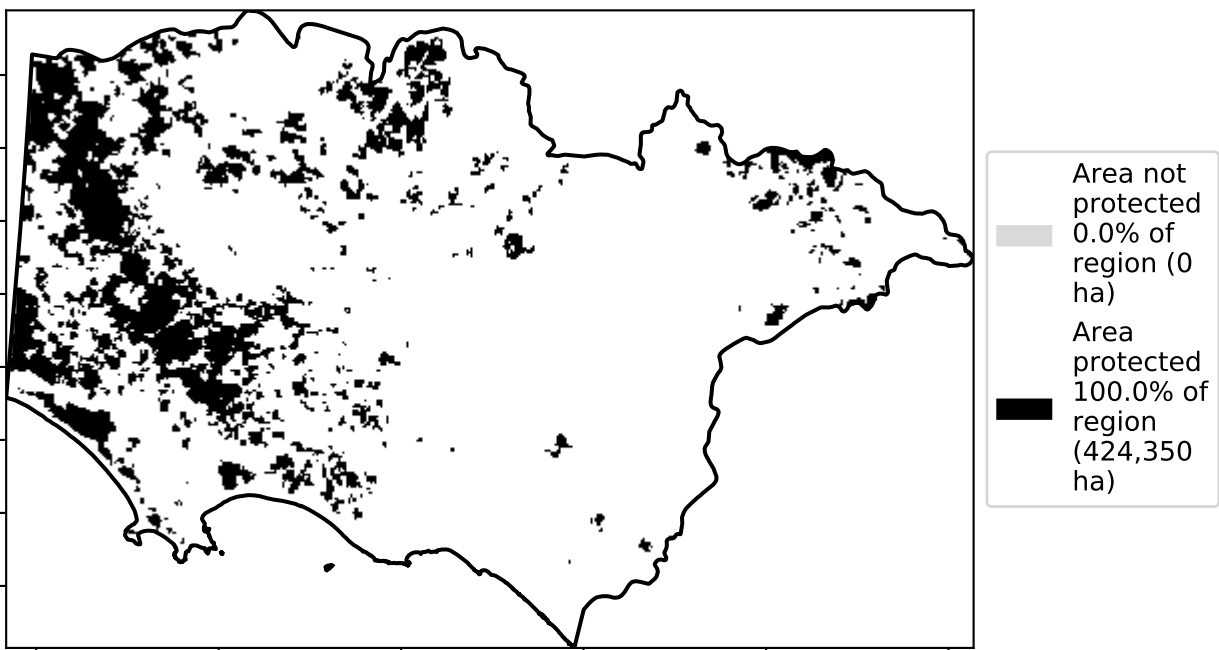 Area not
protected
0.0% of
region (0
ha)
Area
protected
100.0% of
region
(424,350
ha)